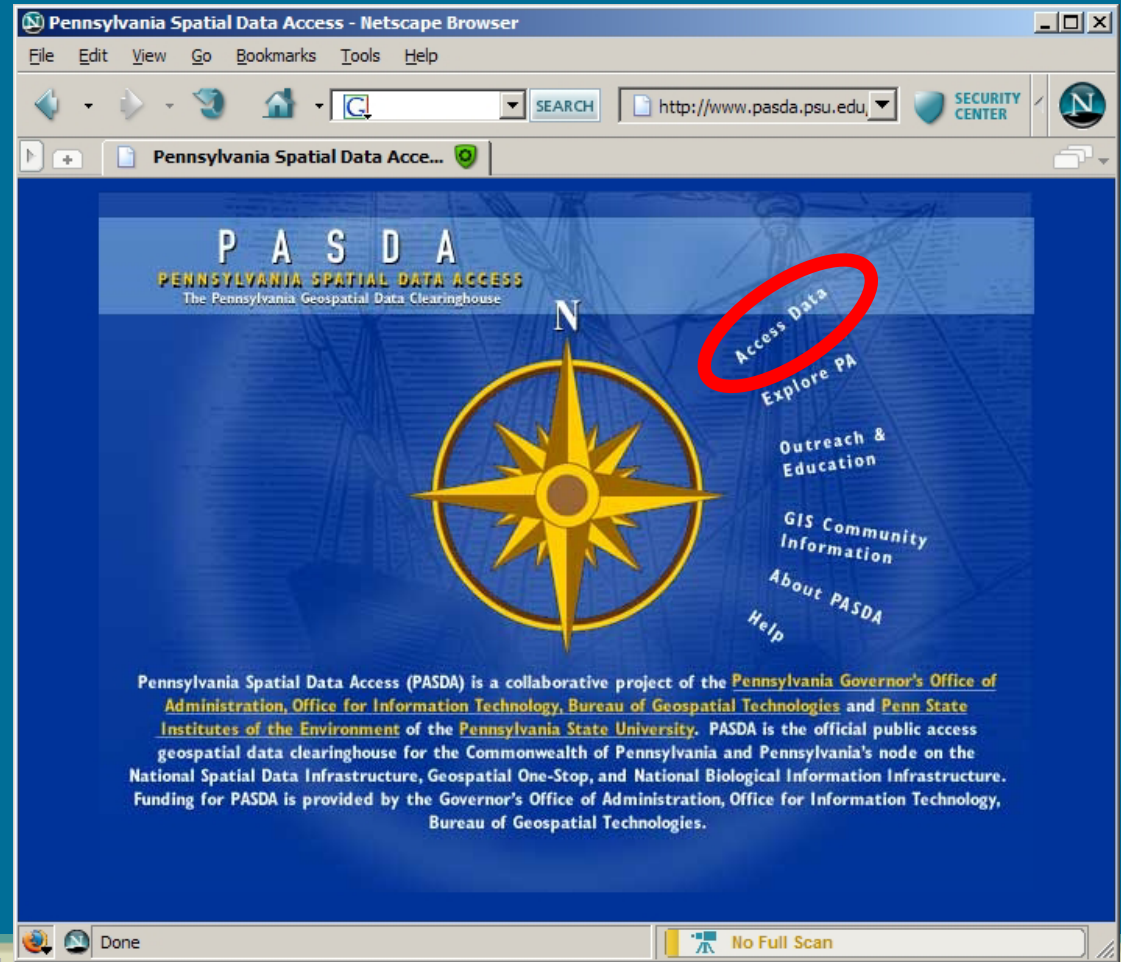 Pennsylvania Spatial Data Access - Netscape Browser
File Edit View Go Bookmarks Tools Help
SEARCH http://www.pasda.psu.edu, SECURITY CENTER
Pennsylvania Spatial Data Acce...
PASDA
PENNSYLVANIA SPATIAL DATA ACCESS
The Pennsylvania Geospatial Data Clearinghouse
N
Access Data
Explore PA
Outreach &
Education
GIS Community
Information
About PASDA
Help
Pennsylvania Spatial Data Access (PASDA) is a collaborative project of the Pennsylvania Governor's Office of
Administration, Office for Information Technology, Bureau of Geospatial Technologies and Penn State
Institutes of the Environment of the Pennsylvania State University. PASDA is the official public access
geospatial data clearinghouse for the Commonwealth of Pennsylvania and Pennsylvania's node on the
National Spatial Data Infrastructure, Geospatial One-Stop, and National Biological Information Infrastructure.
Funding for PASDA is provided by the Governor's Office of Administration, Office for Information Technology,
Bureau of Geospatial Technologies.
Done No Full Scan